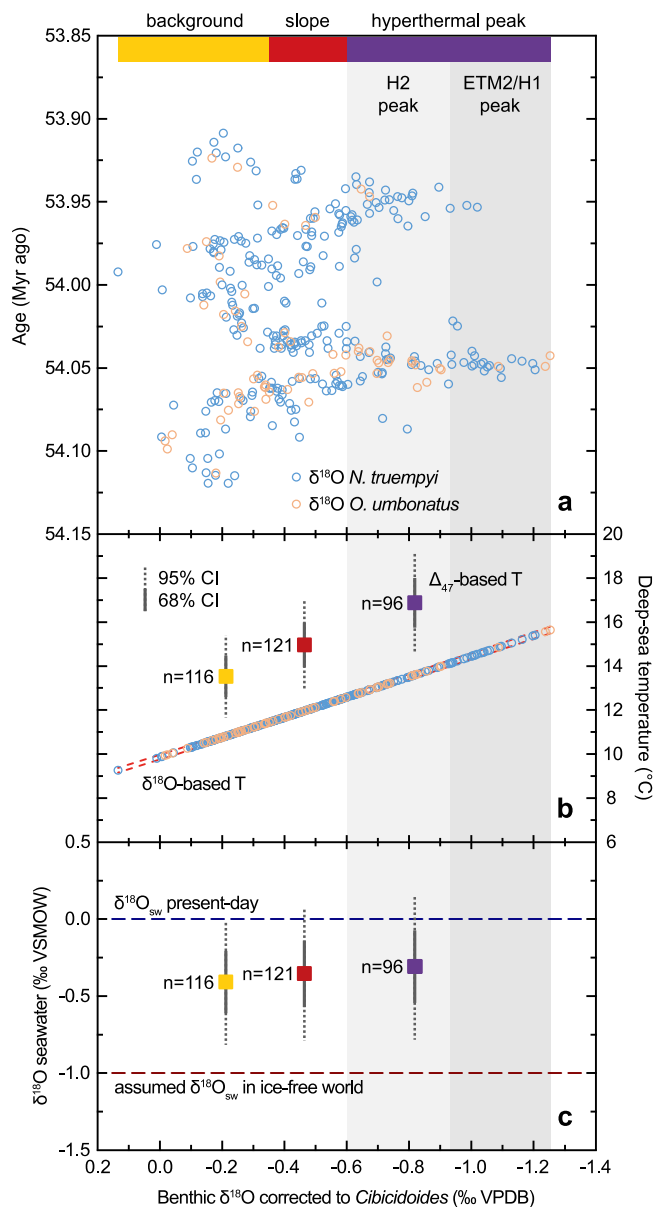 background slope hyperthermal peak
53.85
53.90
53.95
54.00
54.05
54.10
54.15
Age (Myr ago)
H2
peak
ETM2/H1
peak
δ¹⁸O N. truempyi
δ¹⁸O O. umbonatus
a
95% CI
68% CI
n=116
n=121
n=96
Δ₄₇-based T
δ¹⁸O-based T
b
20
18
16
14
12
10
8
6
Deep-sea temperature (°C)
0.5
0.0
-0.5
-1.0
-1.5
δ¹⁸O seawater (‰ VSMOW)
δ¹⁸Osw present-day
n=116
n=121
n=96
assumed δ¹⁸Osw in ice-free world
c
0.2 0.0 -0.2 -0.4 -0.6 -0.8 -1.0 -1.2 -1.4
Benthic δ¹⁸O corrected to Cibicidoides (‰ VPDB)